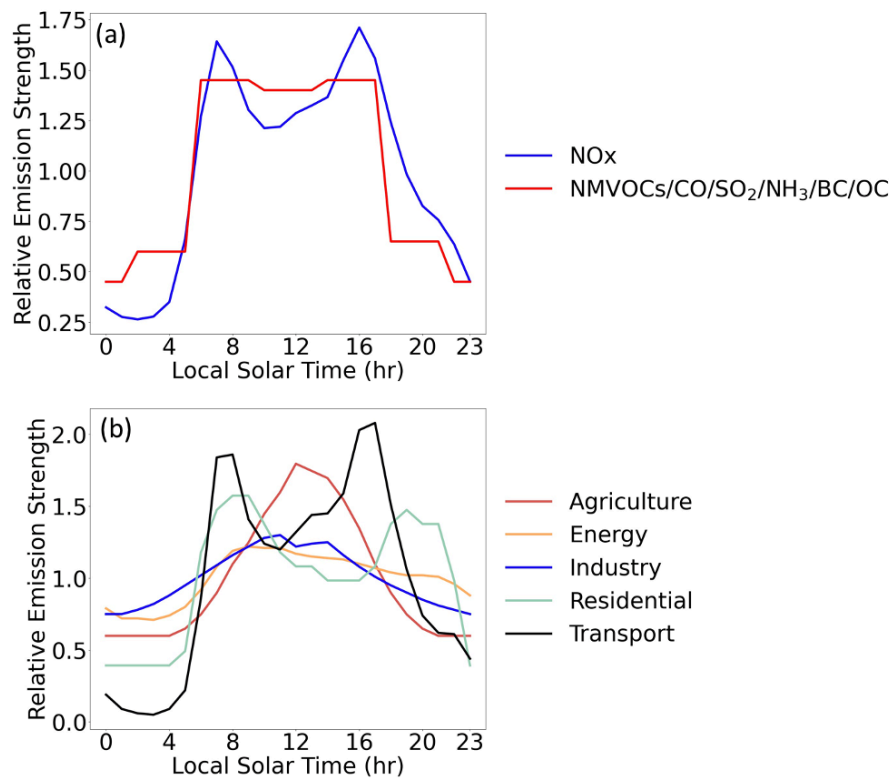 (a)
Relative Emission Strength
1.75
1.50
1.25
1.00
0.75
0.50
0.25
0 4 8 12 16 20 23
Local Solar Time (hr)
NOx
NMVOCs/CO/SO₂/NH₃/BC/OC
(b)
Relative Emission Strength
2.0
1.5
1.0
0.5
0.0
0 4 8 12 16 20 23
Local Solar Time (hr)
Agriculture
Energy
Industry
Residential
Transport